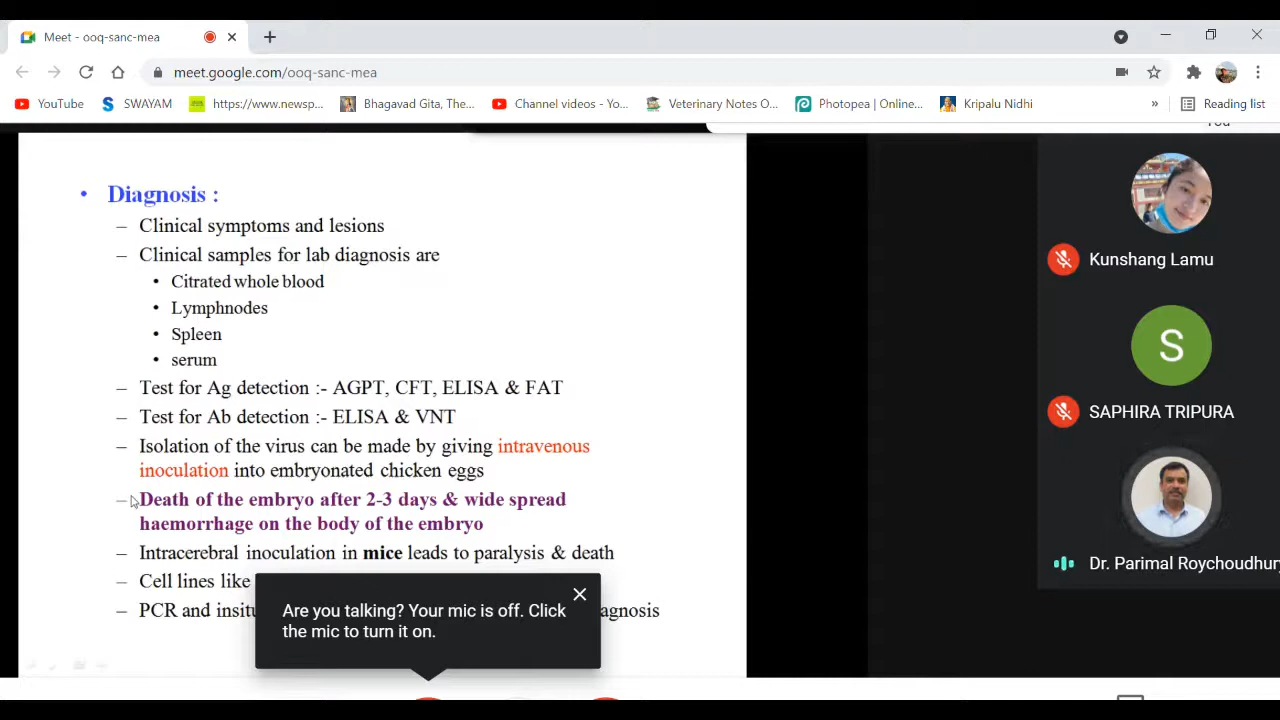 Meet - ooq-sanc-mea
meet.google.com/ooq-sanc-mea
YouTube
SWAYAM
https://www.newsp...
Bhagavad Gita, The...
Channel videos - Yo...
Veterinary Notes O...
Photopea | Online...
Kripalu Nidhi
»
Reading list
You
• Diagnosis :
– Clinical symptoms and lesions
– Clinical samples for lab diagnosis are
• Citrated whole blood
• Lymphnodes
• Spleen
• serum
– Test for Ag detection :- AGPT, CFT, ELISA & FAT
– Test for Ab detection :- ELISA & VNT
– Isolation of the virus can be made by giving intravenous
inoculation into embryonated chicken eggs
– Death of the embryo after 2-3 days & wide spread
haemorrhage on the body of the embryo
– Intracerebral inoculation in mice leads to paralysis & death
– Cell lines like
– PCR and insitu
Are you talking? Your mic is off. Click
the mic to turn it on.
Kunshang Lamu
S
SAPHIRA TRIPURA
Dr. Parimal Roychoudhury